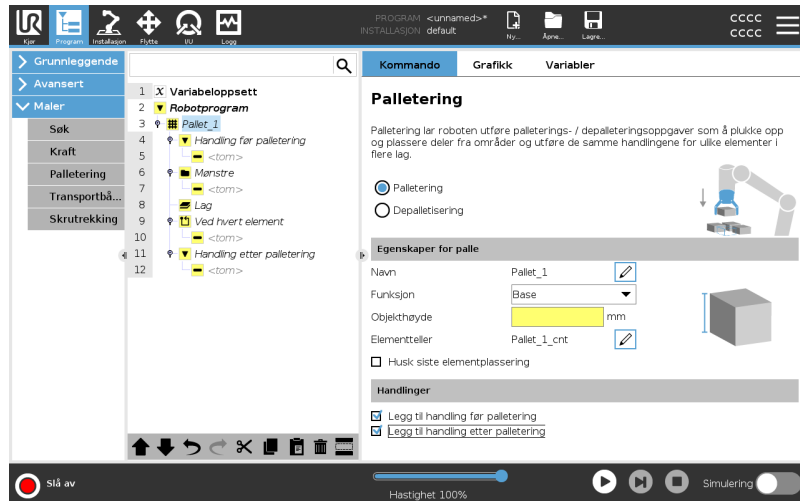 PROGRAM <unnamed>*
INSTALLASJON default
Kjør
Program
Installasjon
Flytte
I/U
Logg
Ny...
Åpne...
Lagre...
CCCC
CCCC
Grunnleggende
Avansert
Maler
Søk
Kraft
Palletering
Transportbå...
Skrutrekking
1 X Variabeloppsett
2 Robotprogram
3 Pallet_1
4 Handling før palletering
5 <tom>
6 Mønstre
7 <tom>
8 Lag
9 Ved hvert element
10 <tom>
11 Handling etter palletering
12 <tom>
Kommando
Grafikk
Variabler
Palletering
Palletering lar roboten utføre palleterings- / depalleteringsoppgaver som å plukke opp
og plassere deler fra områder og utføre de samme handlingene for ulike elementer i
flere lag.
Palletering
Depalletisering
Egenskaper for palle
Navn Pallet_1
Funksjon Base
Objekthøyde mm
Elementteller Pallet_1_cnt
Husk siste elementplassering
Handlinger
Legg til handling før palletering
Legg til handling etter palletering
Slå av
Hastighet 100%
Simulering